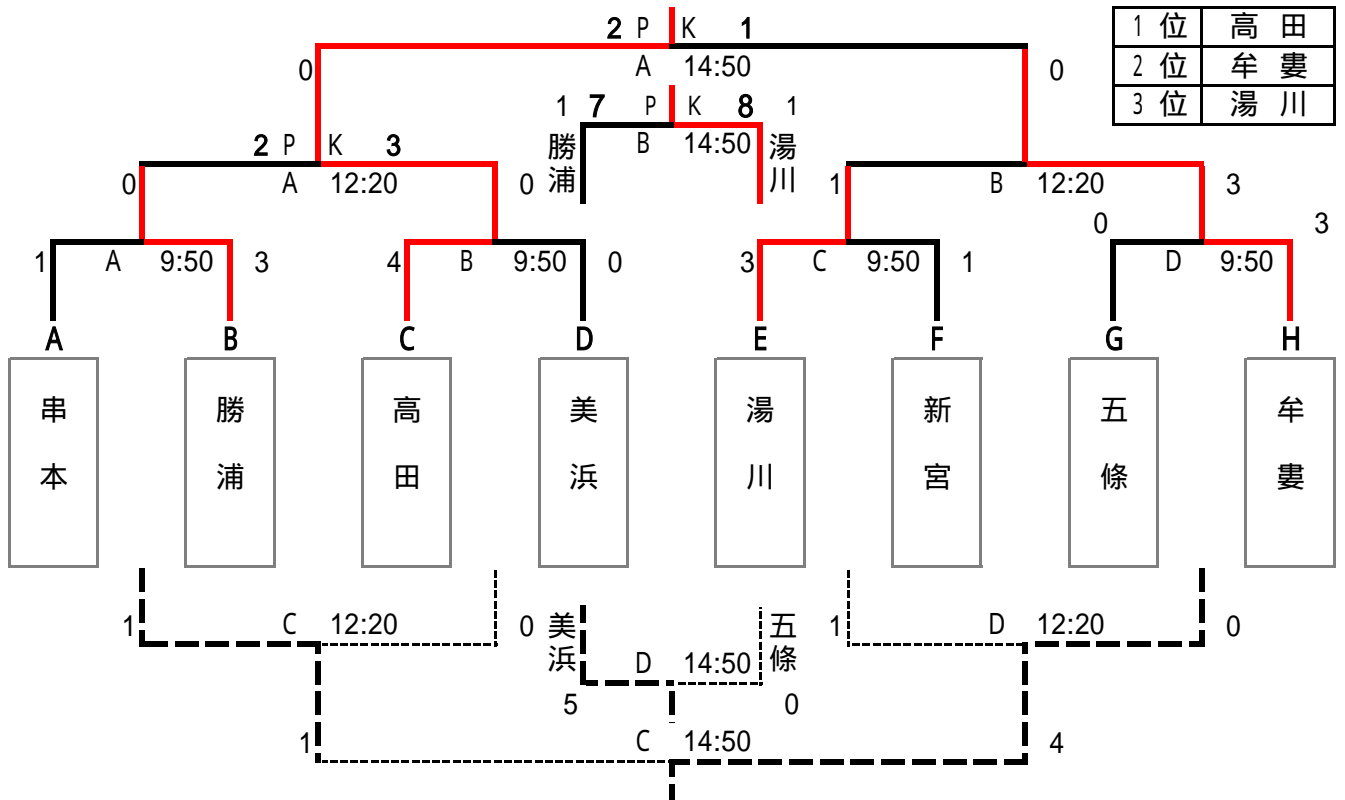 2 P K 1
1 位 高 田
0 A 14:50 0
2 位 牟 婁
1 7 P K 8 1
3 位 湯 川
2 P K 3
勝浦 B 14:50 湯川
0 A 12:20 0
1 B 12:20 3
0 3
1 A 9:50 3
4 B 9:50 0
3 C 9:50 1
D 9:50
A B C D E F G H
串本
勝浦
高田
美浜
湯川
新宮
五條
牟婁
1 C 12:20 0
美浜 D 14:50 五條
1 D 12:20 0
5 0
1 C 14:50 4